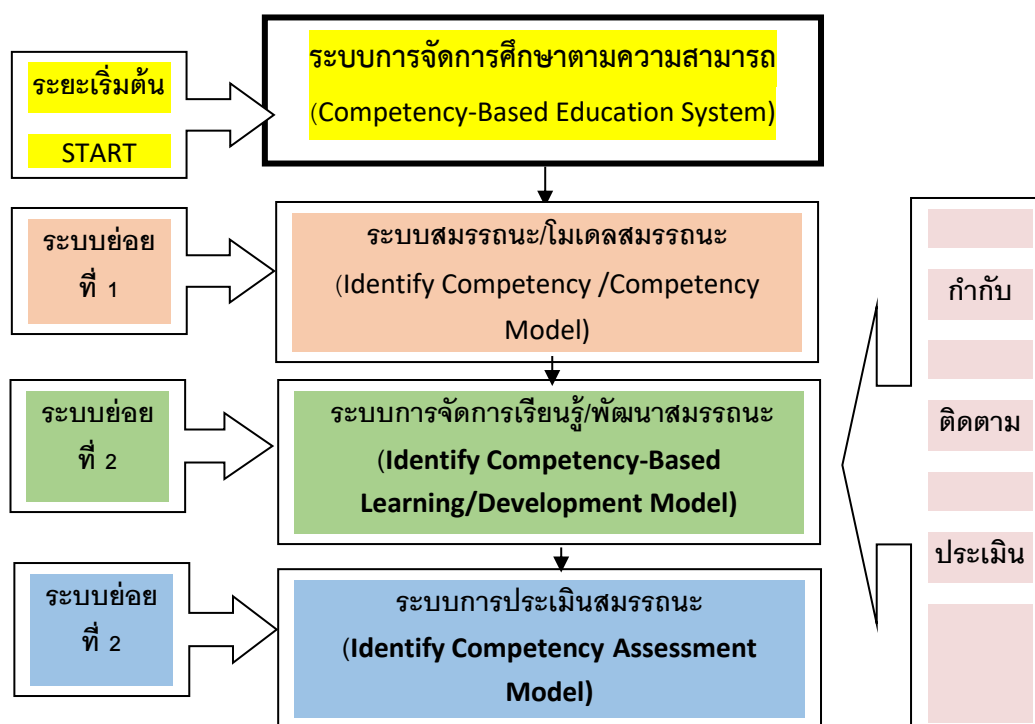 ระยะเริ่มต้น
START
ระบบการจัดการศึกษาตามความสามารถ
(Competency-Based Education System)
ระบบย่อย
ที่ 1
ระบบสมรรถนะ/โมเดลสมรรถนะ
(Identify Competency /Competency
Model)
ระบบย่อย
ที่ 2
ระบบการจัดการเรียนรู้/พัฒนาสมรรถนะ
(Identify Competency-Based
Learning/Development Model)
ระบบย่อย
ที่ 2
ระบบการประเมินสมรรถนะ
(Identify Competency Assessment
Model)
กำกับ
ติดตาม
ประเมิน